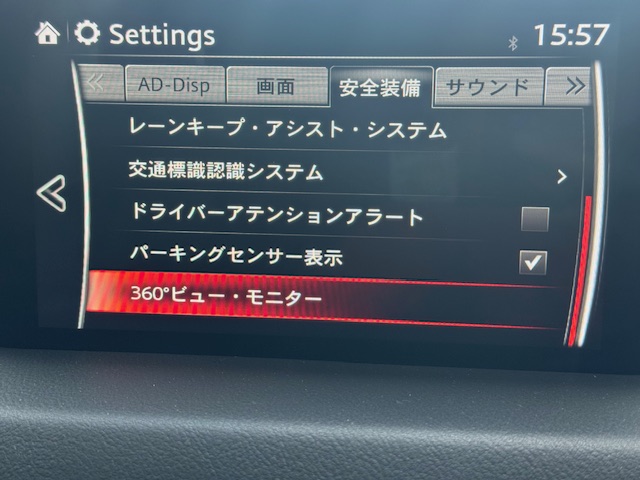 Settings 15:57
AD-Disp 画面 安全装備 サウンド
レーンキープ・アシスト・システム
交通標識認識システム
ドライバーアテンションアラート
パーキングセンサー表示
360°ビュー・モニター